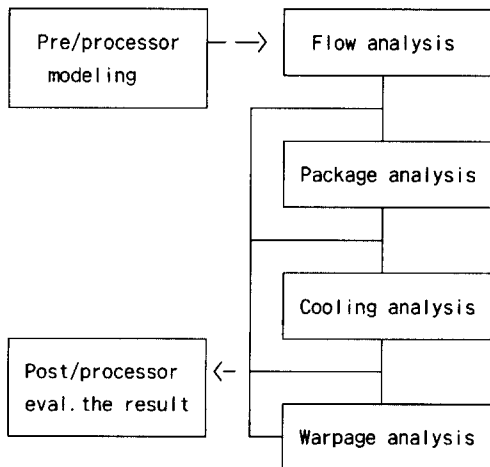 Pre/processor
modeling
Flow analysis
Package analysis
Cooling analysis
Post/processor
eval. the result
Warpage analysis